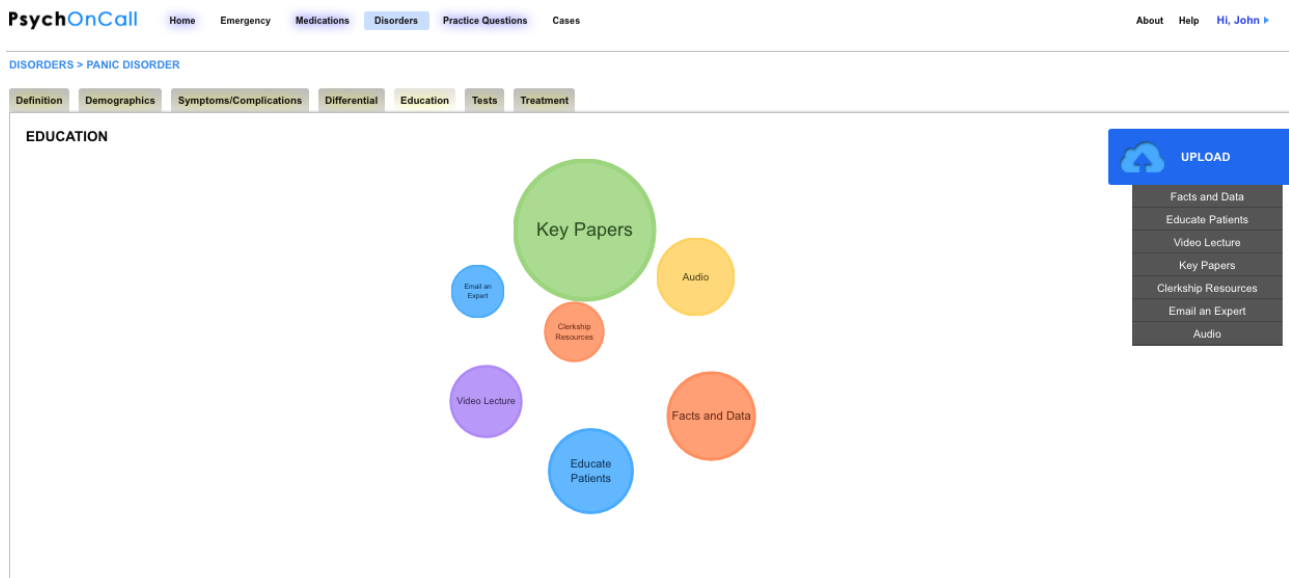 PsychOnCall Home Emergency Medications Disorders Practice Questions Cases About Help Hi, John
DISORDERS > PANIC DISORDER
Definition Demographics Symptoms/Complications Differential Education Tests Treatment
EDUCATION
UPLOAD
Facts and Data
Educate Patients
Video Lecture
Key Papers
Clerkship Resources
Email an Expert
Audio
Key Papers
Audio
Email an
Expert
Clerkship
Resources
Video Lecture
Facts and Data
Educate
Patients